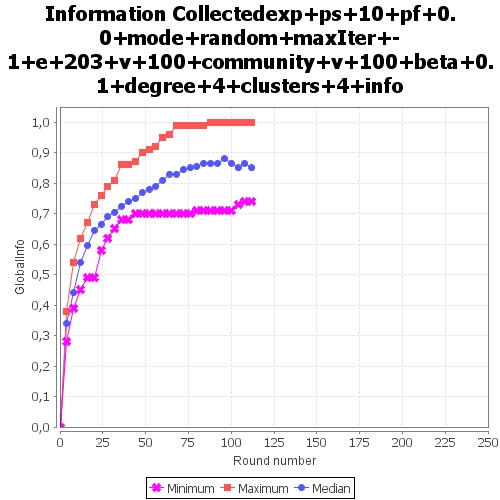 Information Collectedexp+ps+10+pf+0.
0+mode+random+maxIter+-
1+e+203+v+100+community+v+100+beta+0.
1+degree+4+clusters+4+info
1,0
0,9
0,8
0,7
0,6
0,5
0,4
0,3
0,2
0,1
0,0
GlobalInfo
0 25 50 75 100 125 150 175 200 225 250
Round number
Minimum Maximum Median